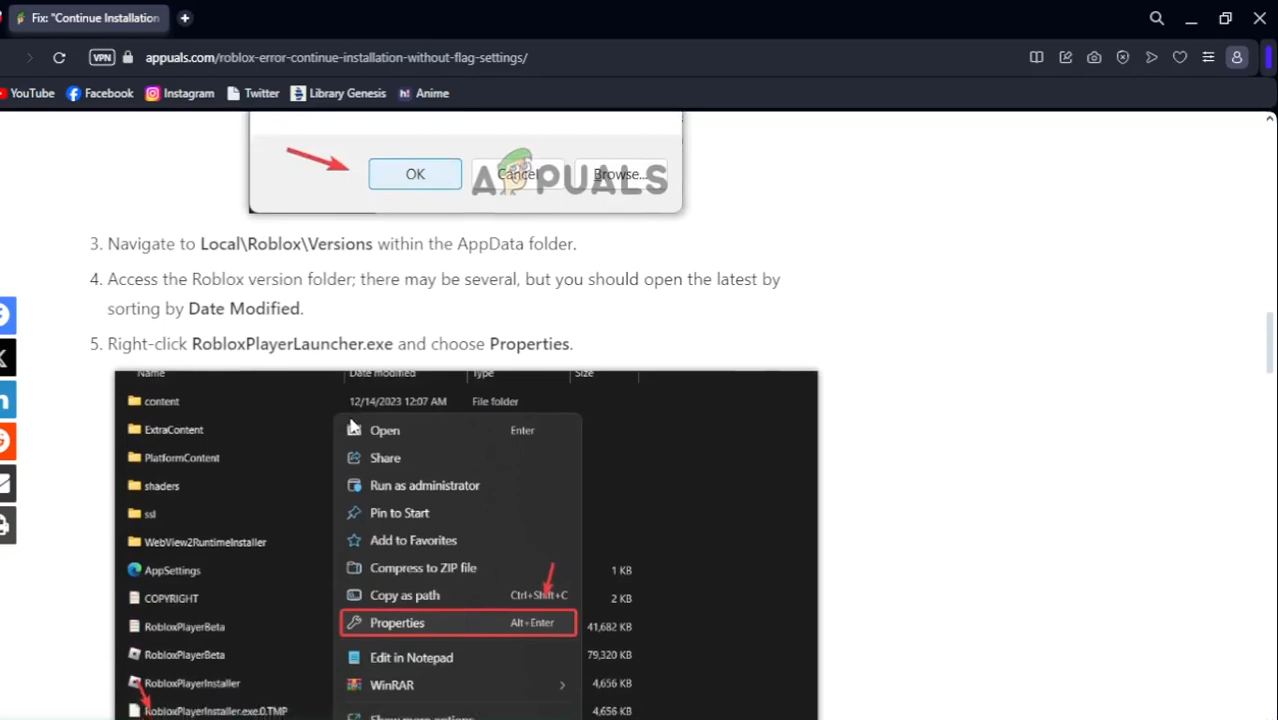 Fix: "Continue Installation
VPN
appuals.com/roblox-error-continue-installation-without-flag-settings/
YouTube Facebook Instagram Twitter Library Genesis h! Anime
OK Cancel Browse...
APPUALS
3. Navigate to Local\Roblox\Versions within the AppData folder.
4. Access the Roblox version folder; there may be several, but you should open the latest by
sorting by Date Modified.
5. Right-click RobloxPlayerLauncher.exe and choose Properties.
Name Date modified Type Size
content 12/14/2023 12:07 AM File folder
ExtraContent Open Enter
PlatformContent Share
shaders Run as administrator
ssl Pin to Start
WebView2RuntimeInstaller Add to Favorites
AppSettings Compress to ZIP file 1 KB
COPYRIGHT Copy as path Ctrl+Shift+C 2 KB
RobloxPlayerBeta Properties Alt+Enter 41,682 KB
RobloxPlayerBeta Edit in Notepad 79,320 KB
RobloxPlayerInstaller WinRAR 4,656 KB
RobloxPlayerInstaller.exe.0.TMP Show more options 4,656 KB